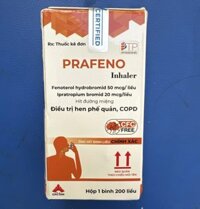 CERTIFIED
Rx: Thuốc kê đơn
PRAFENO
Inhaler
Fenoterol hydrobromid 50 mcg/ liều
Ipratropium bromid 20 mcg/liều
Hít đường miệng
Điều trị hen phế quản, COPD
CFC
FREE
CHÍNH XÁC
Hộp 1 bình 200 liều